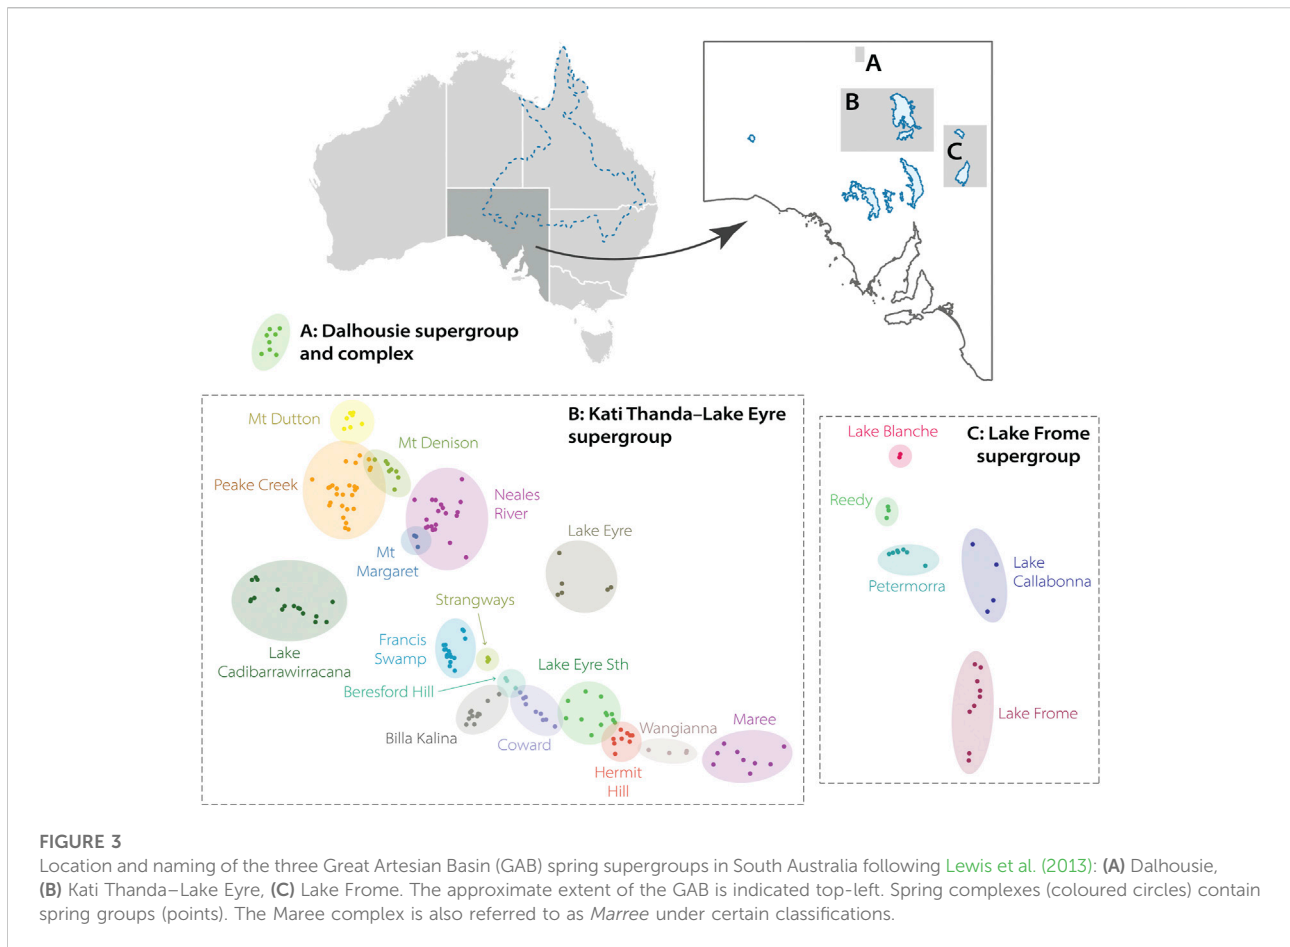 A
B
C
A: Dalhousie supergroup
and complex
B: Kati Thanda–Lake Eyre
supergroup
Mt Dutton
Mt Denison
Peake Creek
Neales
River
Mt
Margaret
Lake Eyre
Strangways
Lake
Cadibarrawirracana
Francis
Swamp
Lake Eyre Sth
Beresford Hill
Billa Kalina
Coward
Wangianna
Maree
Hermit
Hill
C: Lake Frome
supergroup
Lake Blanche
Reedy
Petermorra
Lake
Callabonna
Lake Frome
FIGURE 3
Location and naming of the three Great Artesian Basin (GAB) spring supergroups in South Australia following Lewis et al. (2013): (A) Dalhousie,
(B) Kati Thanda–Lake Eyre, (C) Lake Frome. The approximate extent of the GAB is indicated top-left. Spring complexes (coloured circles) contain
spring groups (points). The Maree complex is also referred to as Marree under certain classifications.